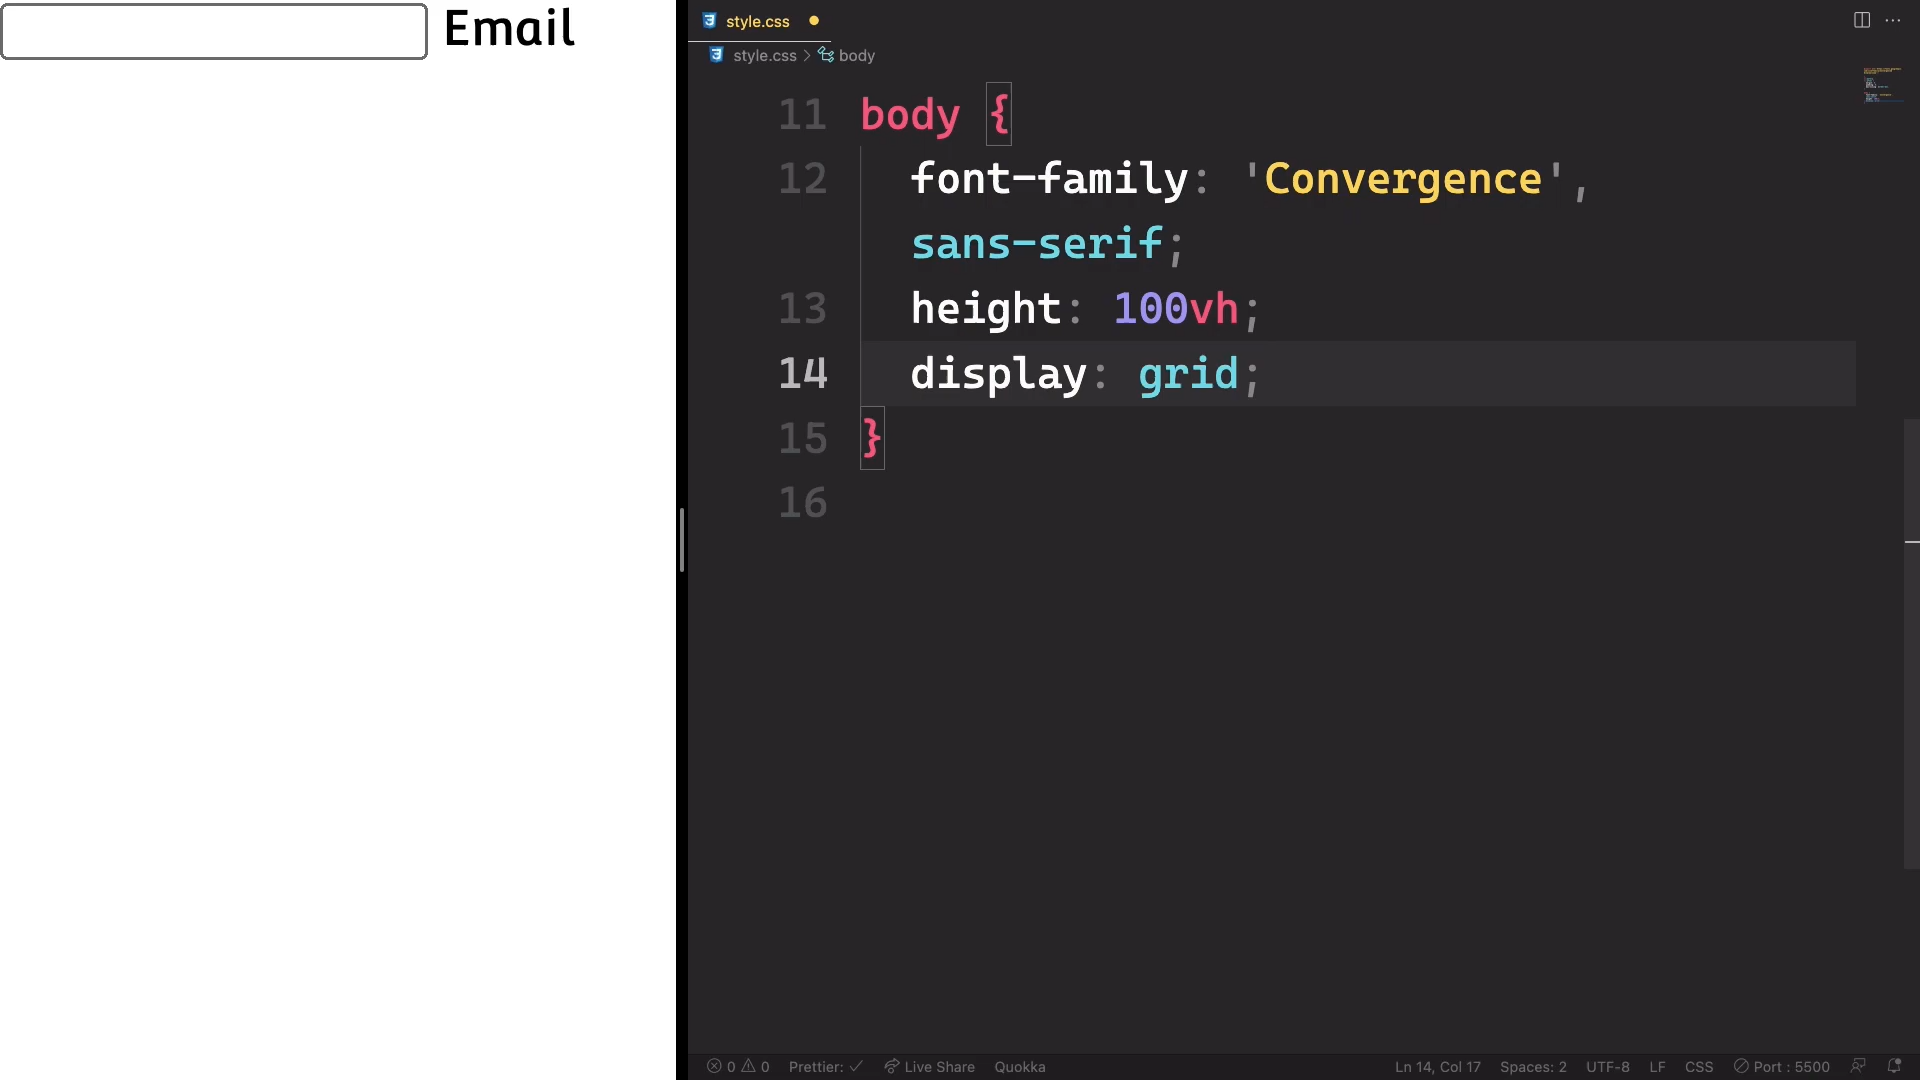 Email
style.css
style.css > body
11 body {
12 font-family: 'Convergence',
sans-serif;
13 height: 100vh;
14 display: grid;
15 }
16
0 0 Prettier: ✓ Live Share Quokka Ln 14, Col 17 Spaces: 2 UTF-8 LF CSS Port : 5500